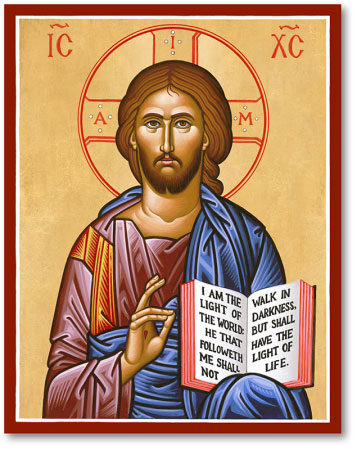 IC XC
I
A M
I AM THE
LIGHT OF
THE WORLD:
HE THAT
FOLLOWETH
ME SHALL
NOT
WALK IN
DARKNESS,
BUT SHALL
HAVE THE
LIGHT OF
LIFE.